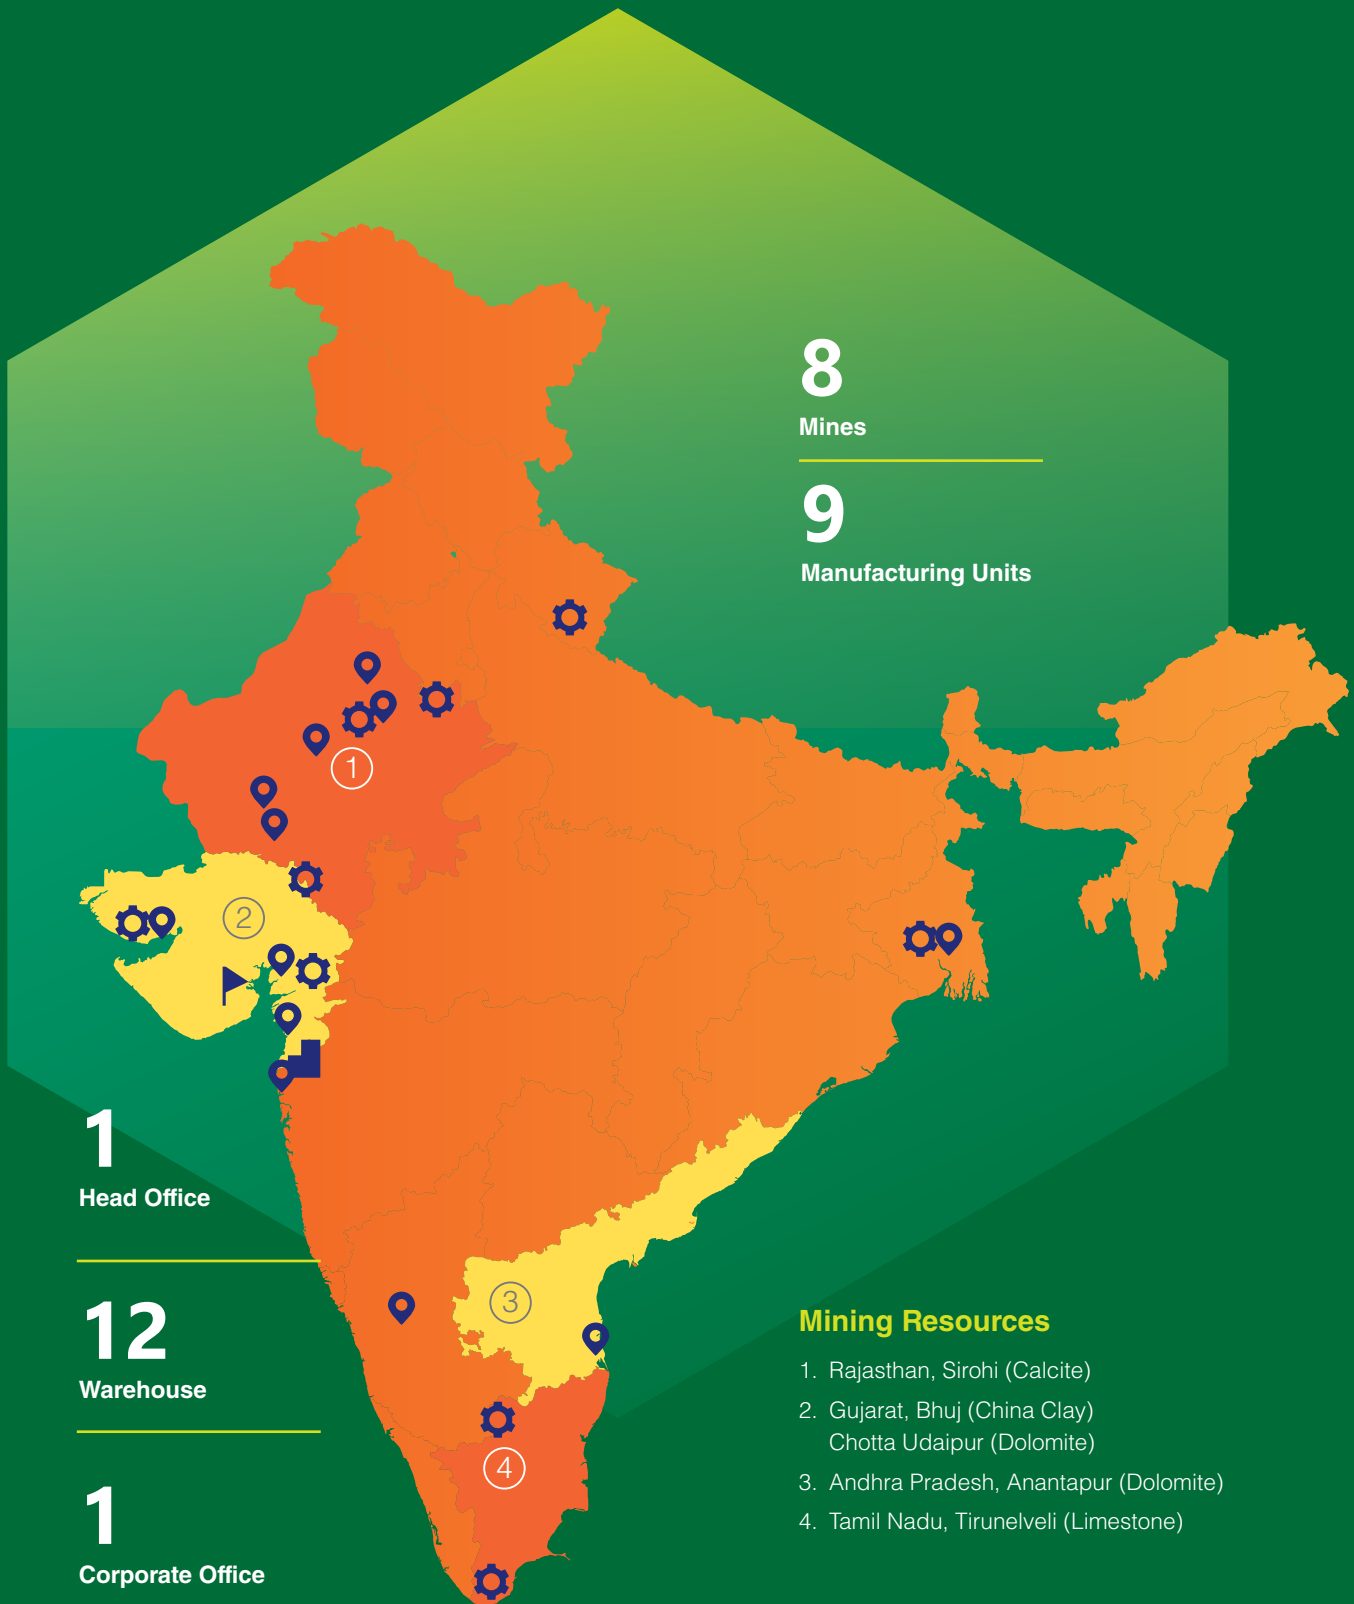 8
Mines
9
Manufacturing Units
1
2
3
4
1
Head Office
12
Warehouse
1
Corporate Office
Mining Resources
1. Rajasthan, Sirohi (Calcite)
2. Gujarat, Bhuj (China Clay)
Chotta Udaipur (Dolomite)
3. Andhra Pradesh, Anantapur (Dolomite)
4. Tamil Nadu, Tirunelveli (Limestone)